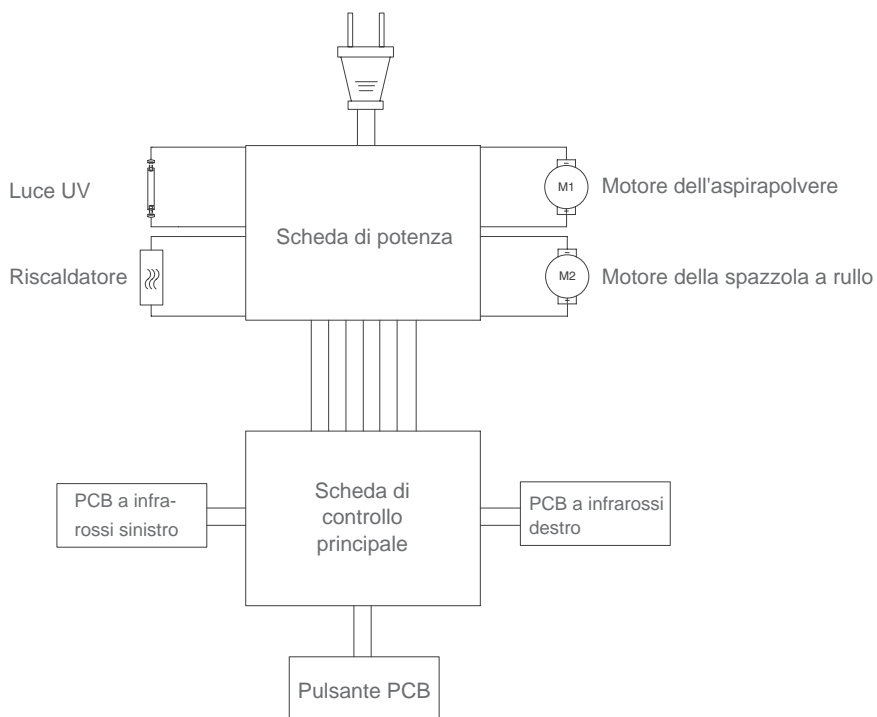 Luce UV
M1
Motore dell'aspirapolvere
Scheda di potenza
Riscaldatore
M2
Motore della spazzola a rullo
PCB a infra-
rossi sinistro
Scheda di
controllo
principale
PCB a infrarossi
destro
Pulsante PCB